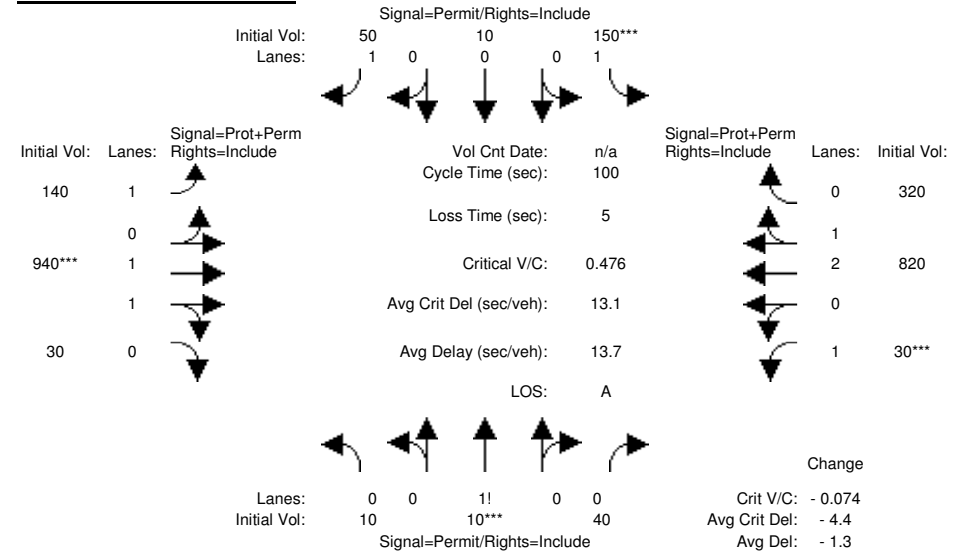 Signal=Permit/Rights=Include
Initial Vol: 50 10 150***
Lanes: 1 0 0 0 1
Signal=Prot+Perm
Initial Vol: Lanes: Rights=Include
Vol Cnt Date: n/a
Signal=Prot+Perm
Rights=Include Lanes: Initial Vol:
Cycle Time (sec): 100
140 1
0 320
Loss Time (sec): 5
0
1
940*** 1
Critical V/C: 0.476
2 820
1
Avg Crit Del (sec/veh): 13.1
0
30 0
Avg Delay (sec/veh): 13.7
1 30***
LOS: A
Change
Lanes: 0 0 1! 0 0
Crit V/C: - 0.074
Initial Vol: 10 10*** 40
Avg Crit Del: - 4.4
Signal=Permit/Rights=Include
Avg Del: - 1.3